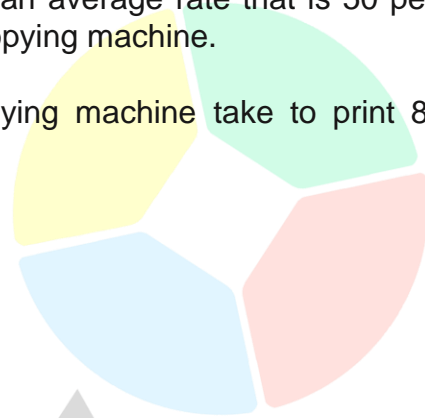 an average rate that is 50 pe
pying machine.
ying machine take to print 8